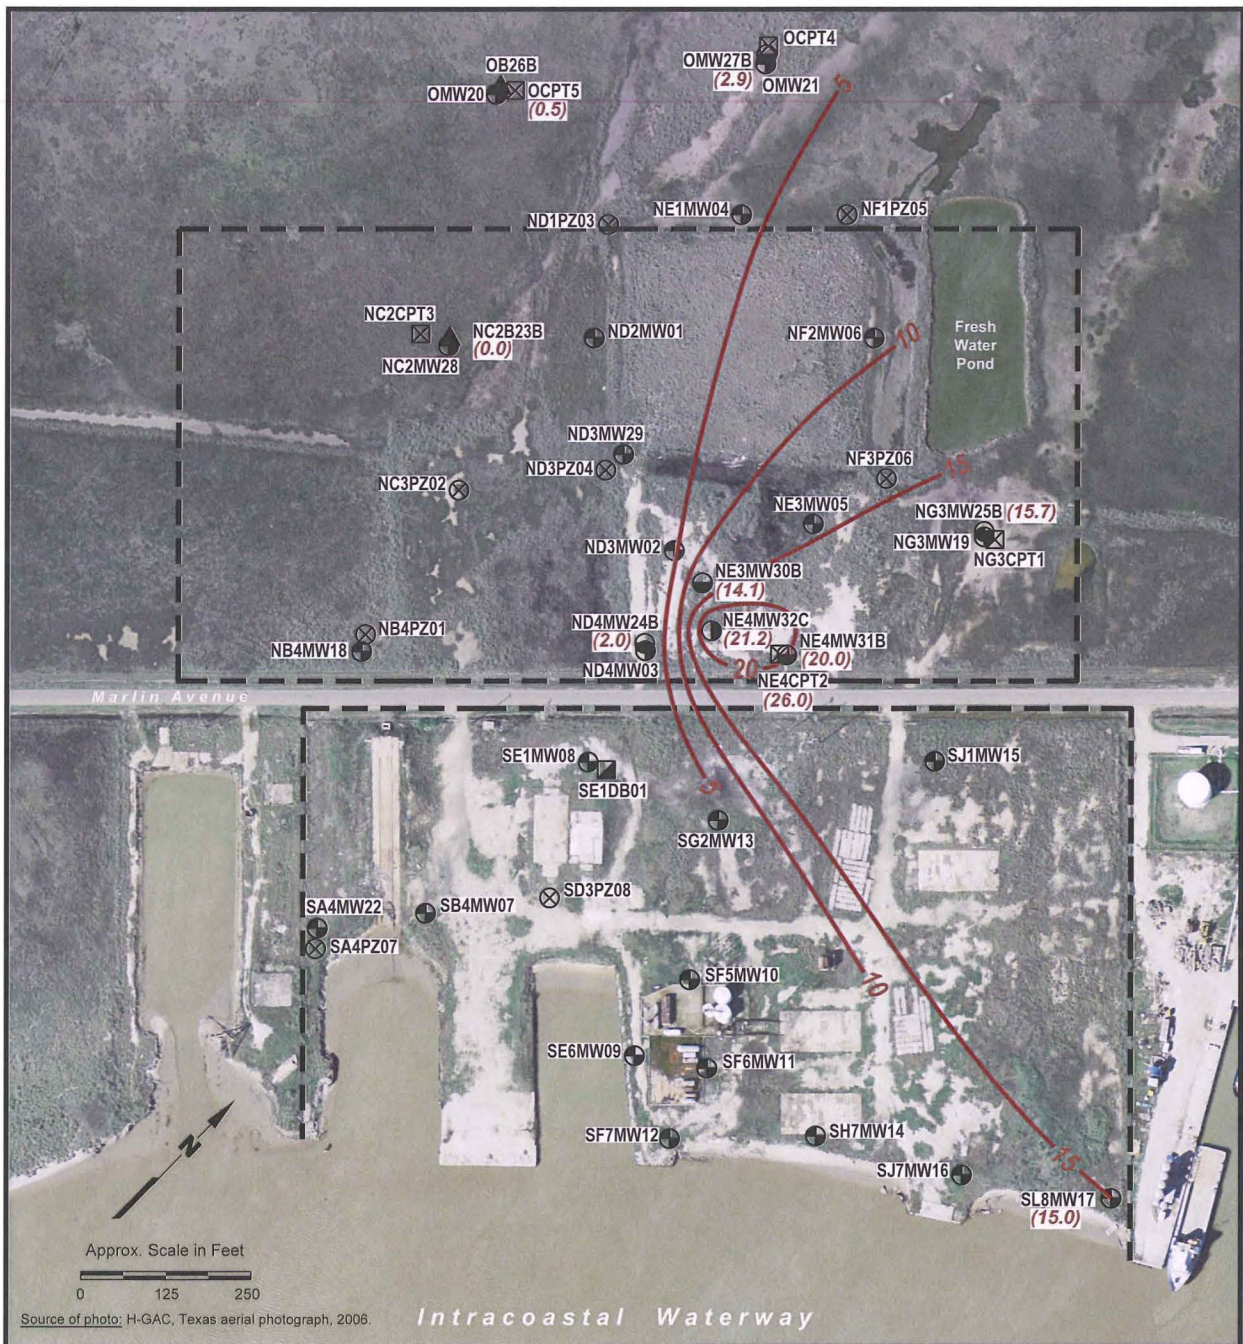 OCPT4
OMW27B
(2.9)
OMW21
OB26B
OMW20
OCPT5
(0.5)
5
ND1PZ03
NE1MW04
NF1PZ05
NC2CPT3
NC2B23B
(0.0)
NC2MW28
ND2MW01
NF2MW06
10
Fresh
Water
Pond
ND3MW29
ND3PZ04
NC3PZ02
NF3PZ06
15
NE3MW05
NG3MW25B (15.7)
NG3MW19
NG3CPT1
ND3MW02
NE3MW30B
(14.1)
NB4PZ01
NB4MW18
ND4MW24B
(2.0)
ND4MW03
NE4MW32C
(21.2)
NE4MW31B
(20.0)
20
NE4CPT2
(26.0)
Marlin Avenue
SE1MW08
SE1DB01
5
SJ1MW15
SG2MW13
SD3PZ08
SA4MW22
SB4MW07
SA4PZ07
SF5MW10
10
SE6MW09
SF6MW11
SF7MW12
SH7MW14
15
SJ7MW16
SL8MW17
(15.0)
N
Approx. Scale in Feet
0 125 250
Source of photo: H-GAC, Texas aerial photograph, 2006.
Intracoastal Waterway